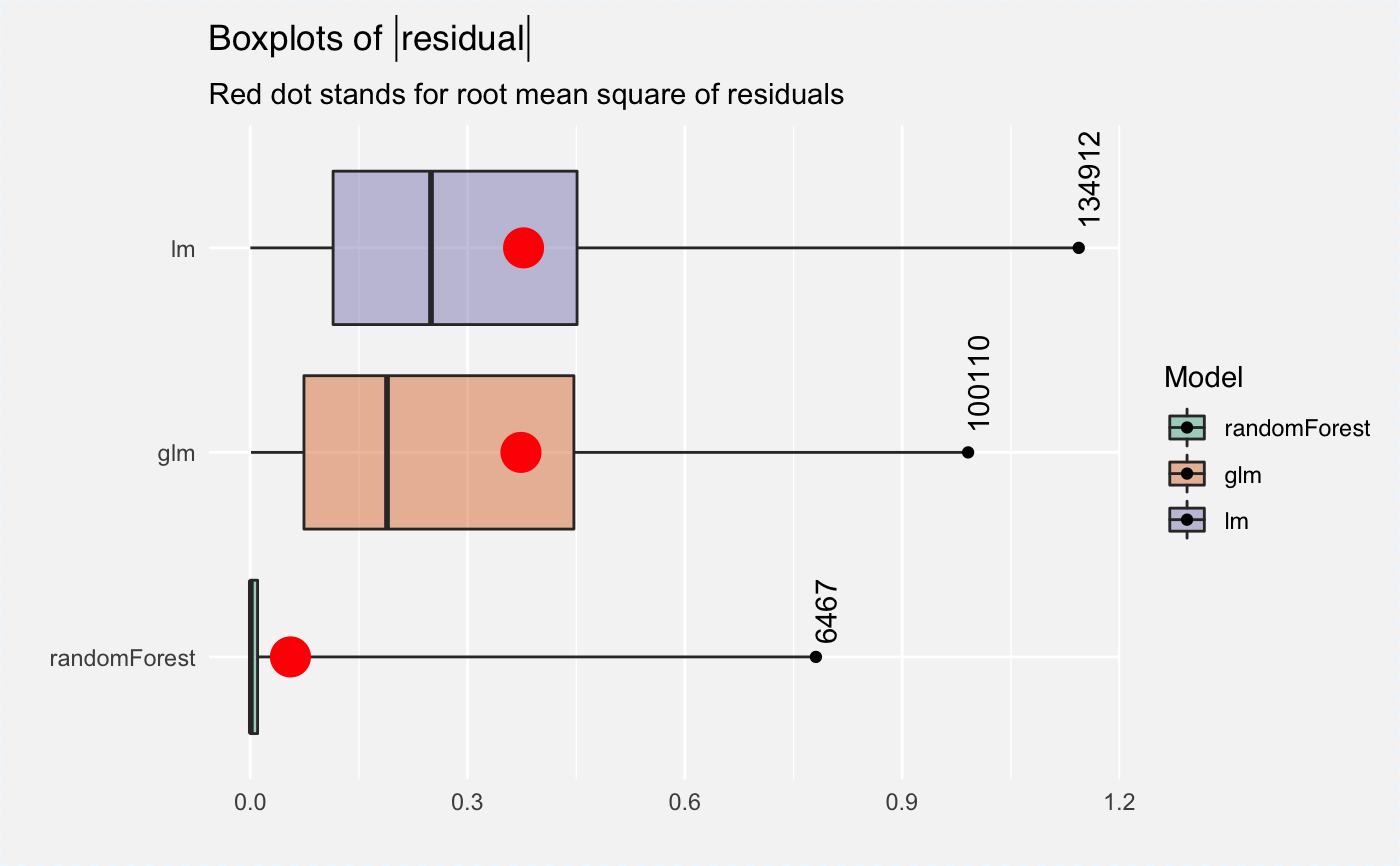 Boxplots of |residual|
Red dot stands for root mean square of residuals
134912
lm
100110
glm
6467
randomForest
0.0 0.3 0.6 0.9 1.2
Model
randomForest
glm
lm